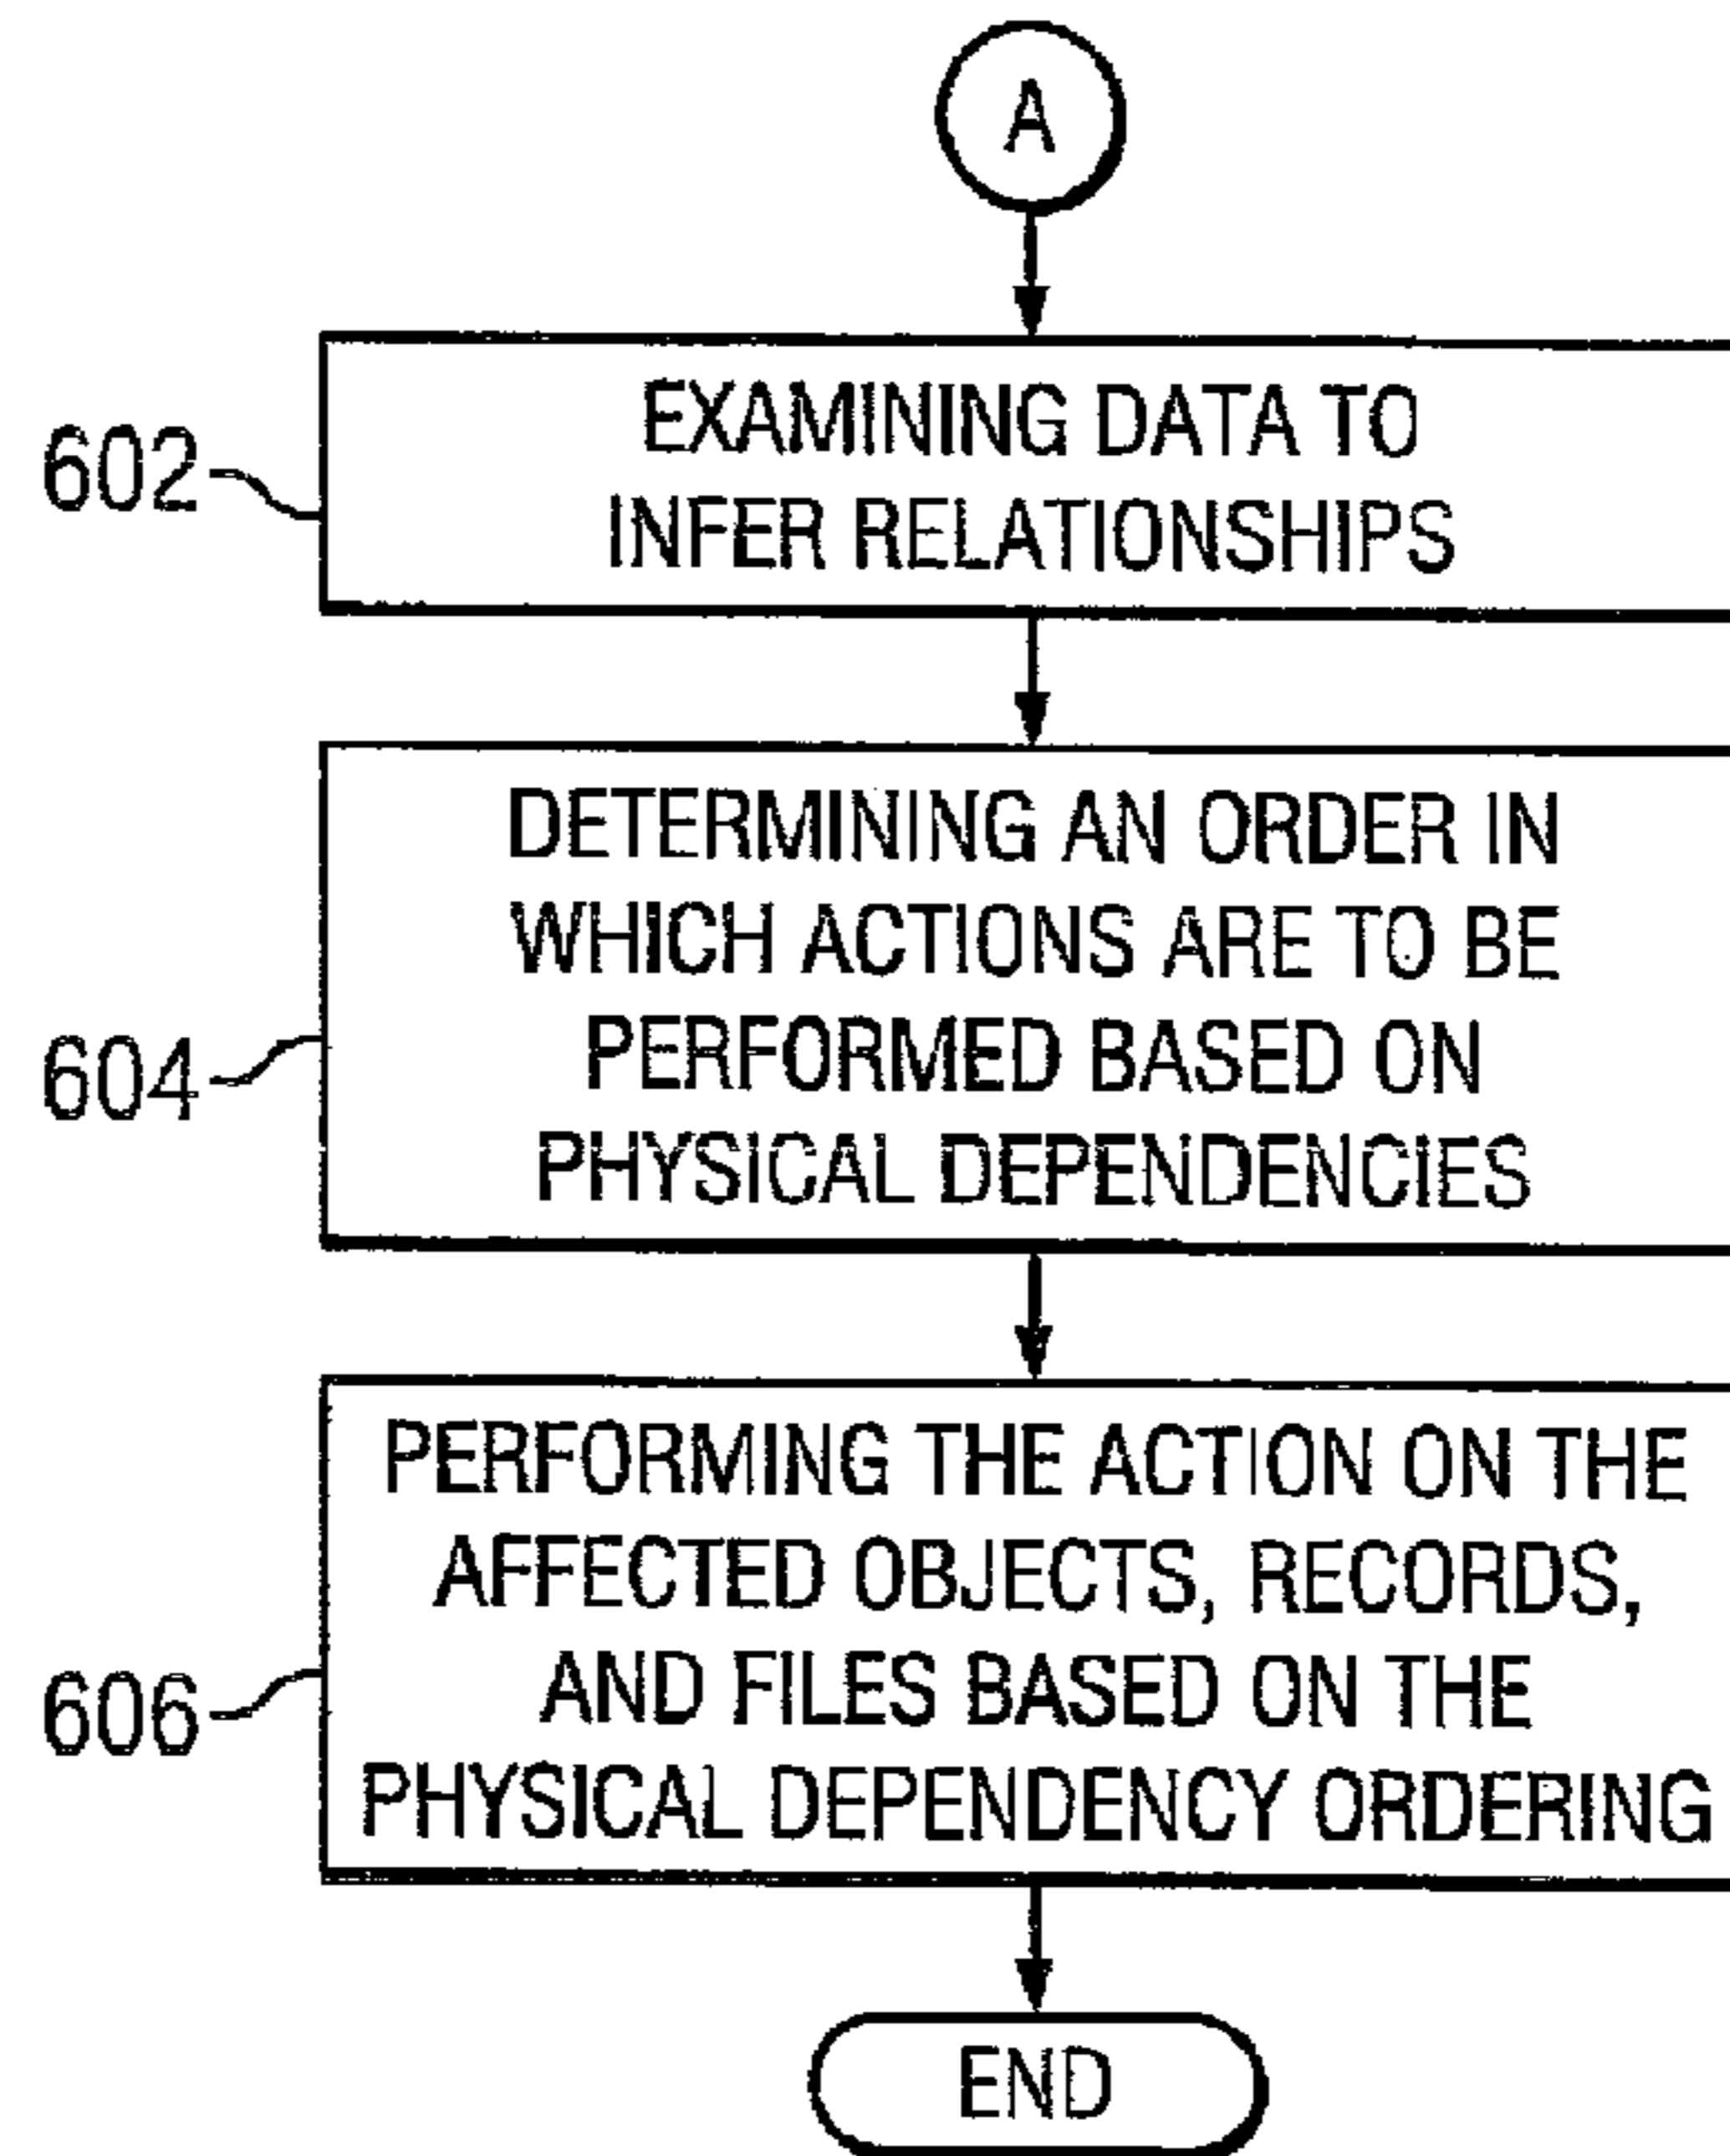 A
602
EXAMINING DATA TO
INFER RELATIONSHIPS
604
DETERMINING AN ORDER IN
WHICH ACTIONS ARE TO BE
PERFORMED BASED ON
PHYSICAL DEPENDENCIES
606
PERFORMING THE ACTION ON THE
AFFECTED OBJECTS, RECORDS,
AND FILES BASED ON THE
PHYSICAL DEPENDENCY ORDERING
END